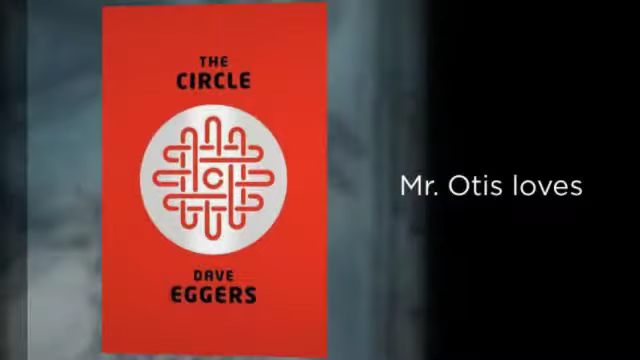 THE
CIRCLE
C
DAVE
EGGERS
Mr. Otis loves